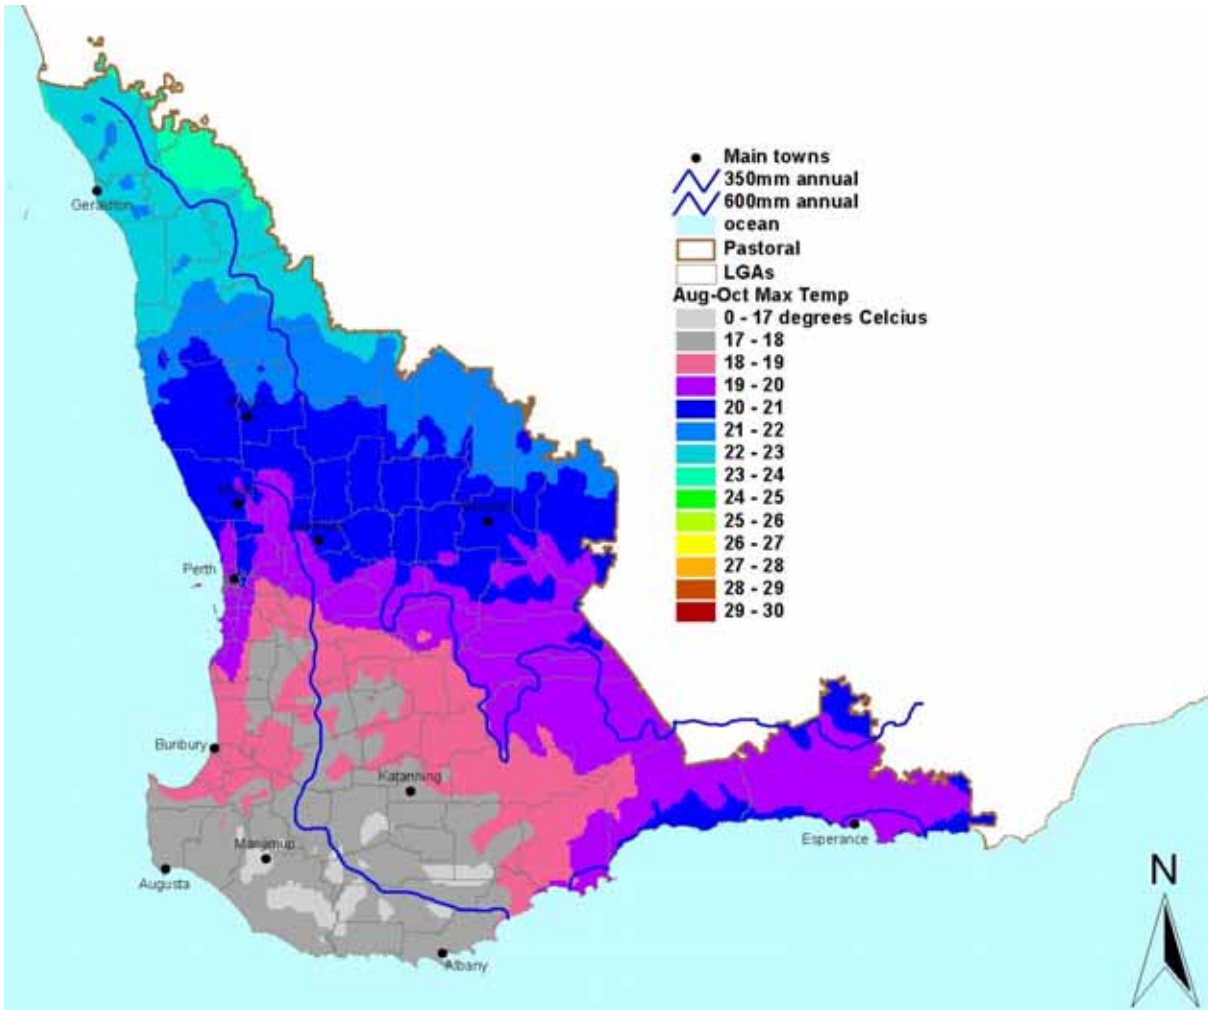 Main towns
350mm annual
600mm annual
ocean
Pastoral
LGAs
Aug-Oct Max Temp
0 - 17 degrees Celcius
17 - 18
18 - 19
19 - 20
20 - 21
21 - 22
22 - 23
23 - 24
24 - 25
25 - 26
26 - 27
27 - 28
28 - 29
29 - 30
Geraldton
Perth
Bunbury
Katanning
Manjimup
Augusta
Albany
Esperance
N